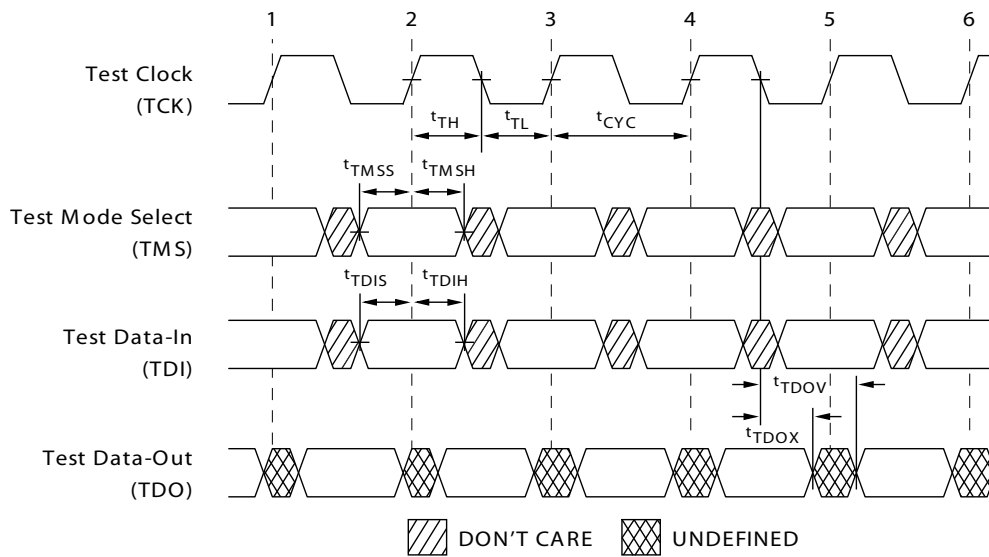 1 2 3 4 5 6
Test Clock
(TCK)
tTH tTL tCYC
tTMSS tTMSH
Test Mode Select
(TMS)
tTDIS tTDIH
Test Data-In
(TDI)
tTDOV
tTDOX
Test Data-Out
(TDO)
DON'T CARE UNDEFINED